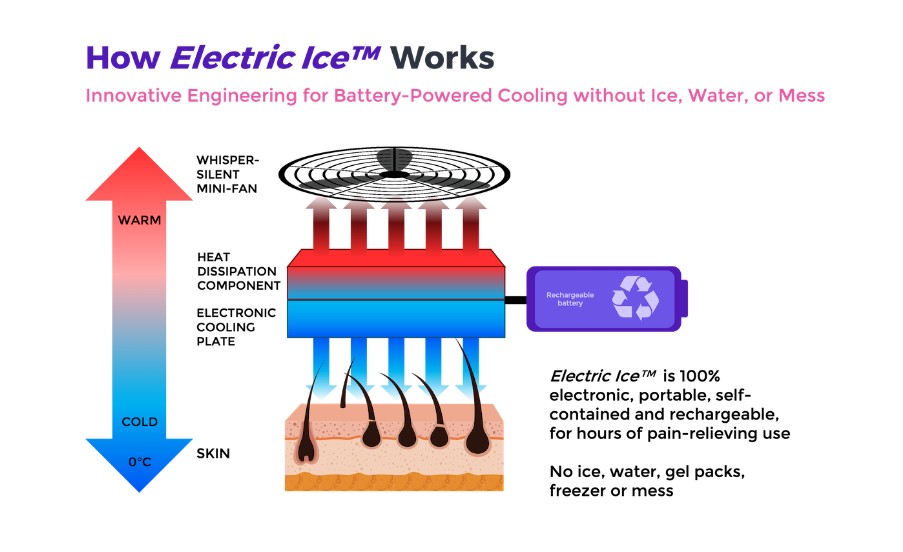 How Electric Ice™ Works
Innovative Engineering for Battery-Powered Cooling without Ice, Water, or Mess
WHISPER-
SILENT
MINI-FAN
WARM
HEAT
DISSIPATION
COMPONENT
Rechargeable
battery
ELECTRONIC
COOLING
PLATE
Electric Ice™ is 100%
electronic, portable, self-
contained and rechargeable,
for hours of pain-relieving use
COLD
SKIN
0°C
No ice, water, gel packs,
freezer or mess